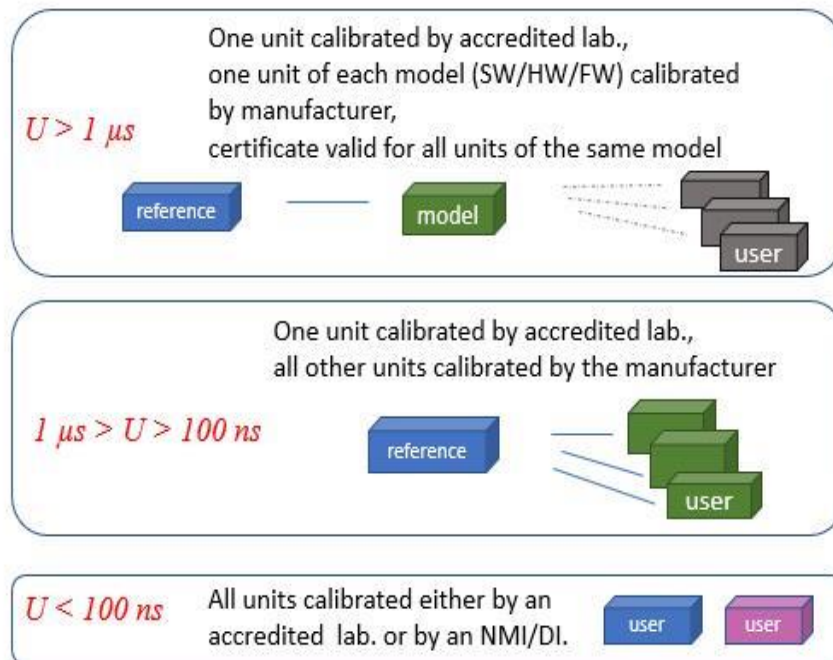 One unit calibrated by accredited lab.,
one unit of each model (SW/HW/FW) calibrated
by manufacturer,
certificate valid for all units of the same model
U > 1 µs
reference
model
user
One unit calibrated by accredited lab.,
all other units calibrated by the manufacturer
1 µs > U > 100 ns
reference
user
U < 100 ns
All units calibrated either by an
accredited lab. or by an NMI/DI.
user
user